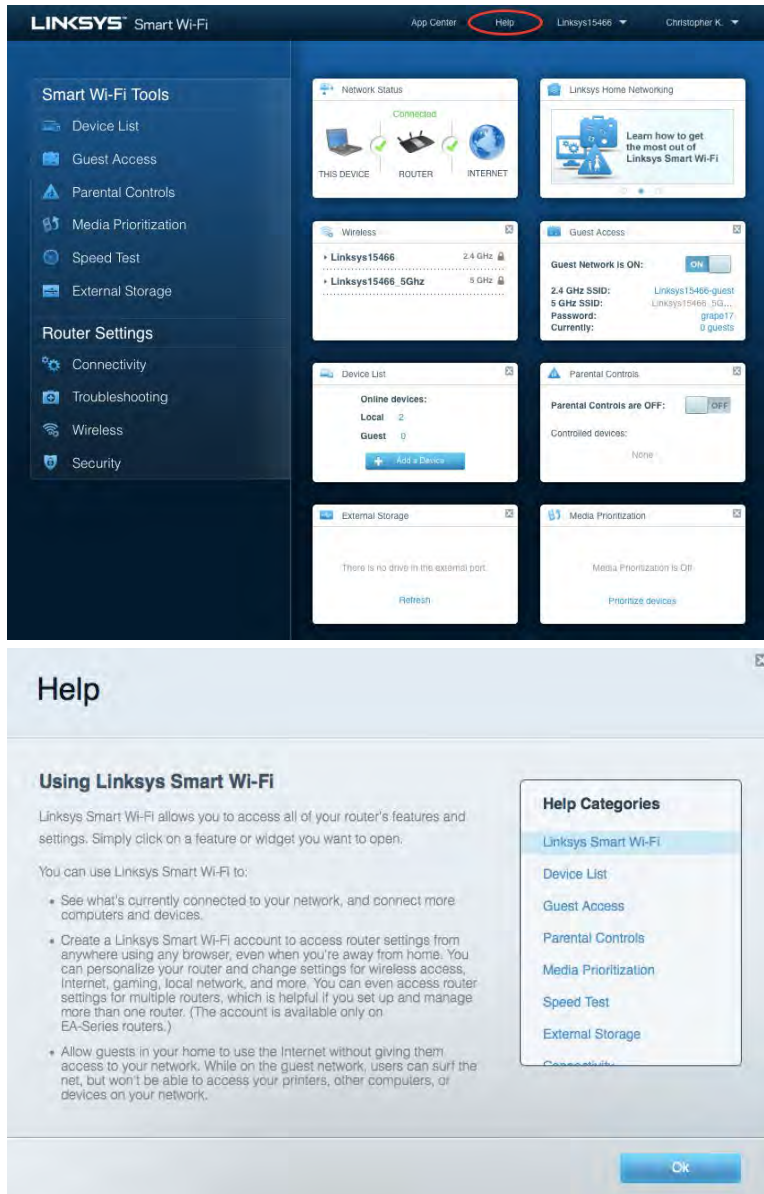 LINKSYS™ Smart Wi-Fi
App Center Help Linksys15466 Christopher K.
Smart Wi-Fi Tools
Device List
Guest Access
Parental Controls
Media Prioritization
Speed Test
External Storage
Router Settings
Connectivity
Troubleshooting
Wireless
Security
Network Status
Connected
THIS DEVICE ROUTER INTERNET
Linksys Home Networking
Learn how to get
the most out of
Linksys Smart Wi-Fi
Wireless
Linksys15466 2.4 GHz
Linksys15466_5Ghz 5 GHz
Guest Access
Guest Network is ON: ON
2.4 GHz SSID: Linksys15466-guest
5 GHz SSID: Linksys15466_5G...
Password: grape17
Currently: 0 guests
Device List
Online devices:
Local 2
Guest 0
Add a Device
Parental Controls
Parental Controls are OFF: OFF
Controlled devices:
None
External Storage
There is no drive in the external port.
Refresh
Media Prioritization
Media Prioritization is Off
Prioritize devices
Help
Using Linksys Smart Wi-Fi
Linksys Smart Wi-Fi allows you to access all of your router's features and
settings. Simply click on a feature or widget you want to open.
You can use Linksys Smart Wi-Fi to:
• See what's currently connected to your network, and connect more
computers and devices.
• Create a Linksys Smart Wi-Fi account to access router settings from
anywhere using any browser, even when you're away from home. You
can personalize your router and change settings for wireless access,
Internet, gaming, local network, and more. You can even access router
settings for multiple routers, which is helpful if you set up and manage
more than one router. (The account is available only on
EA-Series routers.)
• Allow guests in your home to use the Internet without giving them
access to your network. While on the guest network, users can surf the
net, but won't be able to access your printers, other computers, or
devices on your network.
Help Categories
Linksys Smart Wi-Fi
Device List
Guest Access
Parental Controls
Media Prioritization
Speed Test
External Storage
Connectivity
Ok